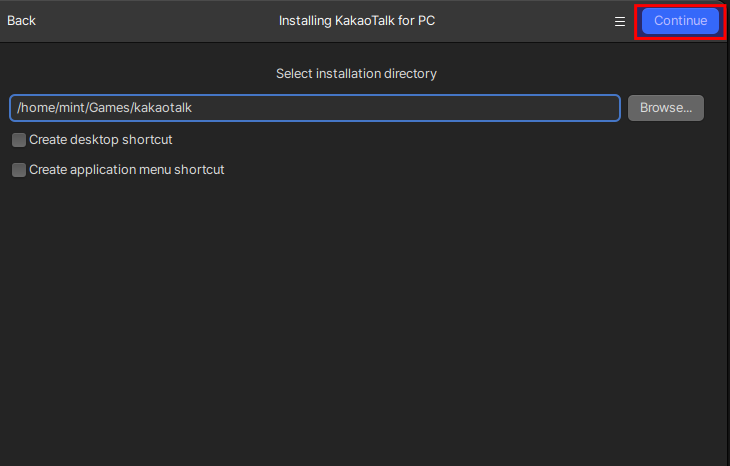 Back
Installing KakaoTalk for PC
Continue
Select installation directory
/home/mint/Games/kakaotalk
Browse...
Create desktop shortcut
Create application menu shortcut